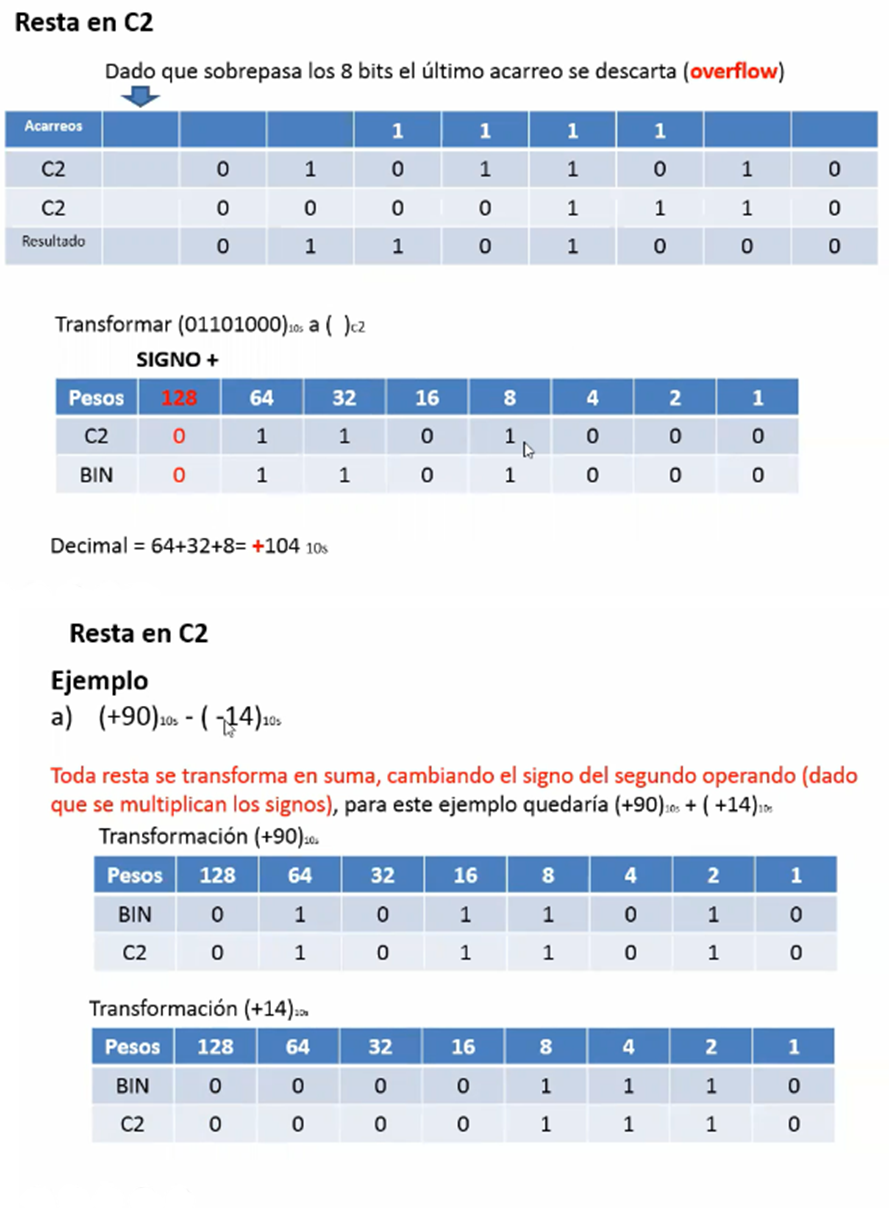 Resta en C2
Dado que sobrepasa los 8 bits el último acarreo se descarta (overflow)
Acarreos 1 1 1 1
C2 0 1 0 1 1 0 1 0
C2 0 0 0 0 1 1 1 0
Resultado 0 1 1 0 1 0 0 0
Transformar (01101000)10s a ( )C2
SIGNO +
Pesos 128 64 32 16 8 4 2 1
C2 0 1 1 0 1 0 0 0
BIN 0 1 1 0 1 0 0 0
Decimal = 64+32+8= +104 10s
Resta en C2
Ejemplo
a) (+90)10s - ( -14)10s
Toda resta se transforma en suma, cambiando el signo del segundo operando (dado
que se multiplican los signos), para este ejemplo quedaría (+90)10s + ( +14)10s
Transformación (+90)10s
Pesos 128 64 32 16 8 4 2 1
BIN 0 1 0 1 1 0 1 0
C2 0 1 0 1 1 0 1 0
Transformación (+14)10s
Pesos 128 64 32 16 8 4 2 1
BIN 0 0 0 0 1 1 1 0
C2 0 0 0 0 1 1 1 0